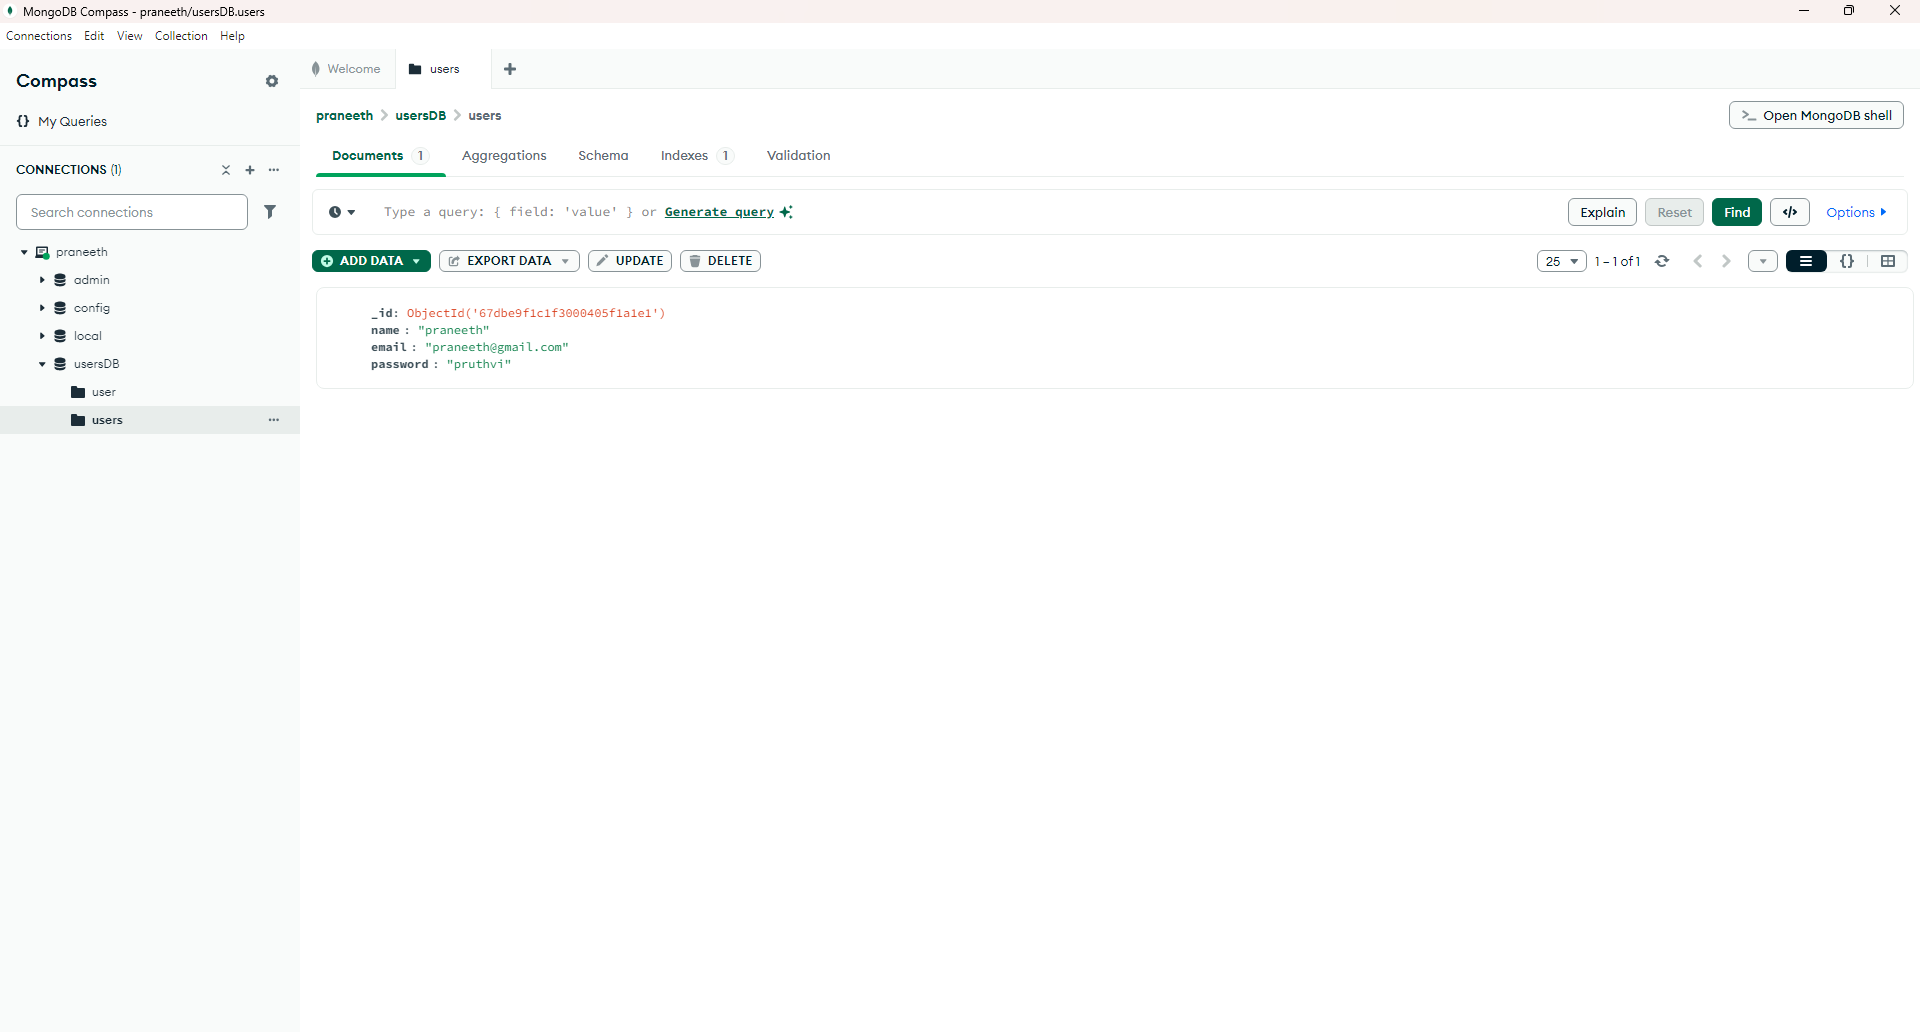 MongoDB Compass - praneeth/usersDB.users
Connections Edit View Collection Help
Compass
My Queries
CONNECTIONS (1)
Search connections
praneeth
admin
config
local
usersDB
user
users
Welcome
users
praneeth > usersDB > users
>_ Open MongoDB shell
Documents 1 Aggregations Schema Indexes 1 Validation
Type a query: { field: 'value' } or Generate query
Explain Reset Find </> Options
ADD DATA EXPORT DATA UPDATE DELETE
25 1 – 1 of 1 {}
_id: ObjectId('67dbe9f1c1f3000405f1a1e1')
name : "praneeth"
email : "praneeth@gmail.com"
password : "pruthvi"